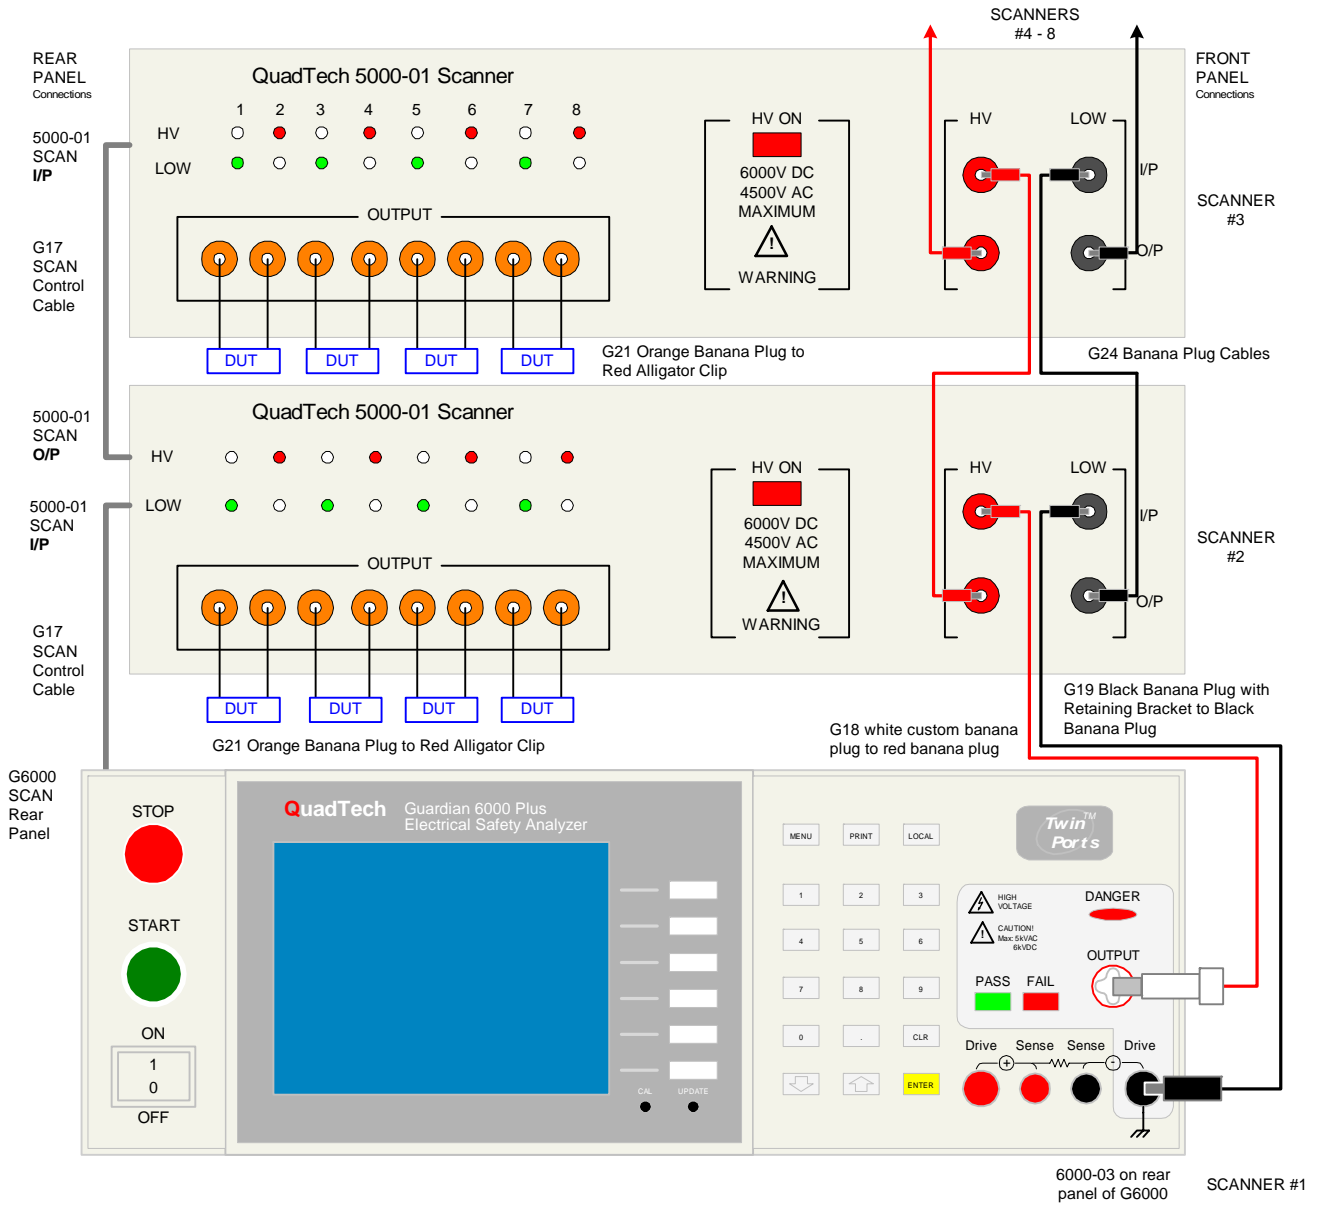 SCANNERS
#4 - 8
REAR
PANEL
Connections
FRONT
PANEL
Connections
QuadTech 5000-01 Scanner
1 2 3 4 5 6 7 8
HV
LOW
5000-01
SCAN
I/P
OUTPUT
HV ON
6000V DC
4500V AC
MAXIMUM
!
WARNING
HV LOW
I/P
O/P
SCANNER
#3
G17
SCAN
Control
Cable
DUT DUT DUT DUT
G21 Orange Banana Plug to
Red Alligator Clip
G24 Banana Plug Cables
QuadTech 5000-01 Scanner
5000-01
SCAN
O/P
HV
LOW
5000-01
SCAN
I/P
OUTPUT
HV ON
6000V DC
4500V AC
MAXIMUM
!
WARNING
HV LOW
I/P
O/P
SCANNER
#2
G17
SCAN
Control
Cable
DUT DUT DUT DUT
G21 Orange Banana Plug to Red Alligator Clip
G18 white custom banana
plug to red banana plug
G19 Black Banana Plug with
Retaining Bracket to Black
Banana Plug
G6000
SCAN
Rear
Panel
STOP
START
ON
1
0
OFF
QuadTech
Guardian 6000 Plus
Electrical Safety Analyzer
CAL UPDATE
MENU PRINT LOCAL
1 2 3
4 5 6
7 8 9
0 . CLR
ENTER
Twin TM
Ports
HIGH
VOLTAGE
DANGER
!
CAUTION!
Max: 5kVAC
6kVDC
OUTPUT
PASS FAIL
Drive Sense Sense Drive
+ -
6000-03 on rear
panel of G6000
SCANNER #1